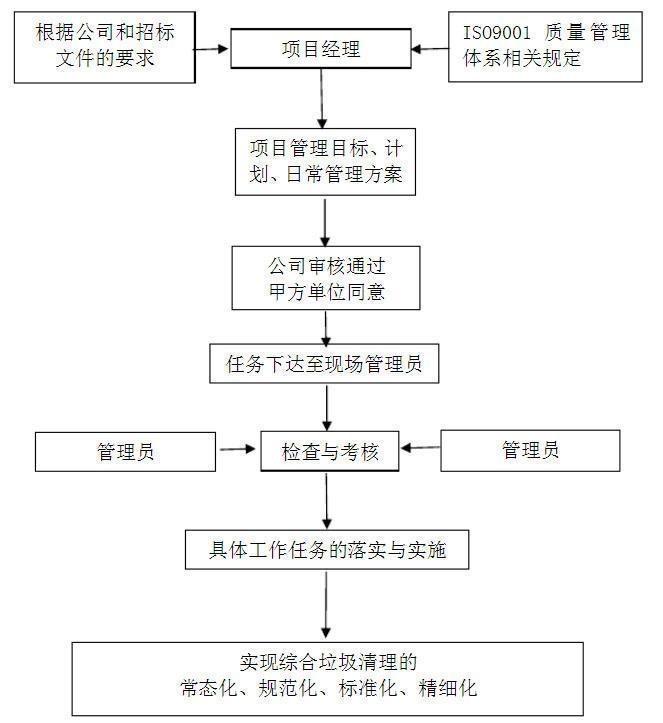 根据公司和招标
文件的要求
项目经理
ISO9001 质量管理
体系相关规定
项目管理目标、计
划、日常管理方案
公司审核通过
甲方单位同意
任务下达至现场管理员
管理员
检查与考核
管理员
具体工作任务的落实与实施
实现综合垃圾清理的
常态化、规范化、标准化、精细化